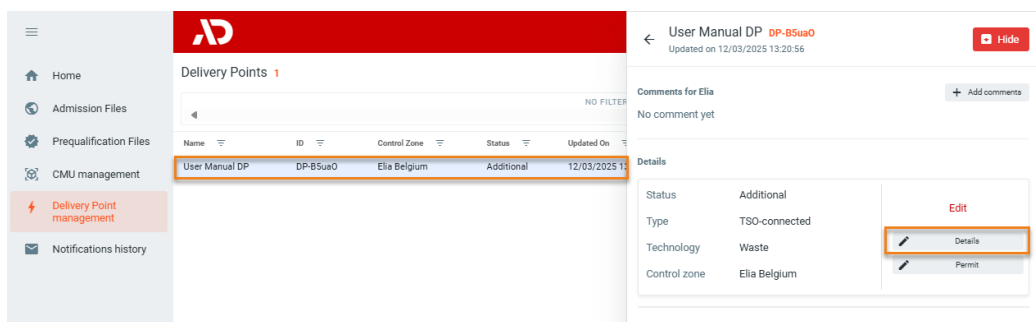 Home
Admission Files
Prequalification Files
CMU management
Delivery Point
management
Notifications history
Delivery Points 1
NO FILTER
Name
ID
Control Zone
Status
Updated On
User Manual DP
DP-B5uaO
Elia Belgium
Additional
12/03/2025 13
User Manual DP DP-B5uaO
Updated on 12/03/2025 13:20:56
Hide
Comments for Elia
+ Add comments
No comment yet
Details
Status Additional
Type TSO-connected
Technology Waste
Control zone Elia Belgium
Edit
Details
Permit